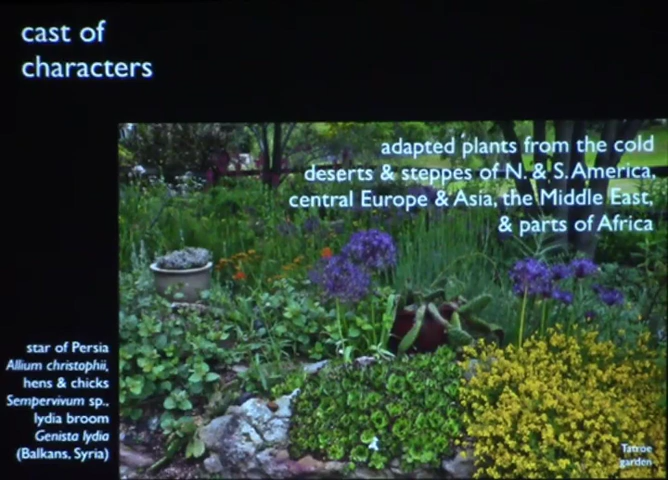 cast of
characters
adapted plants from the cold
deserts & steppes of N. & S. America,
central Europe & Asia, the Middle East,
& parts of Africa
star of Persia
Allium christophii,
hens & chicks
Sempervivum sp.,
lydia broom
Genista lydia
(Balkans, Syria)
Tatroe
garden